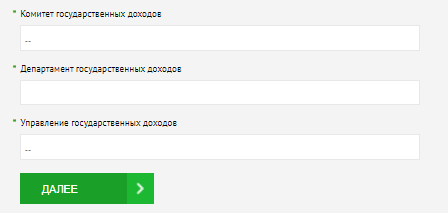 * Комитет государственных доходов
--
* Департамент государственных доходов
* Управление государственных доходов
--
ДАЛЕЕ